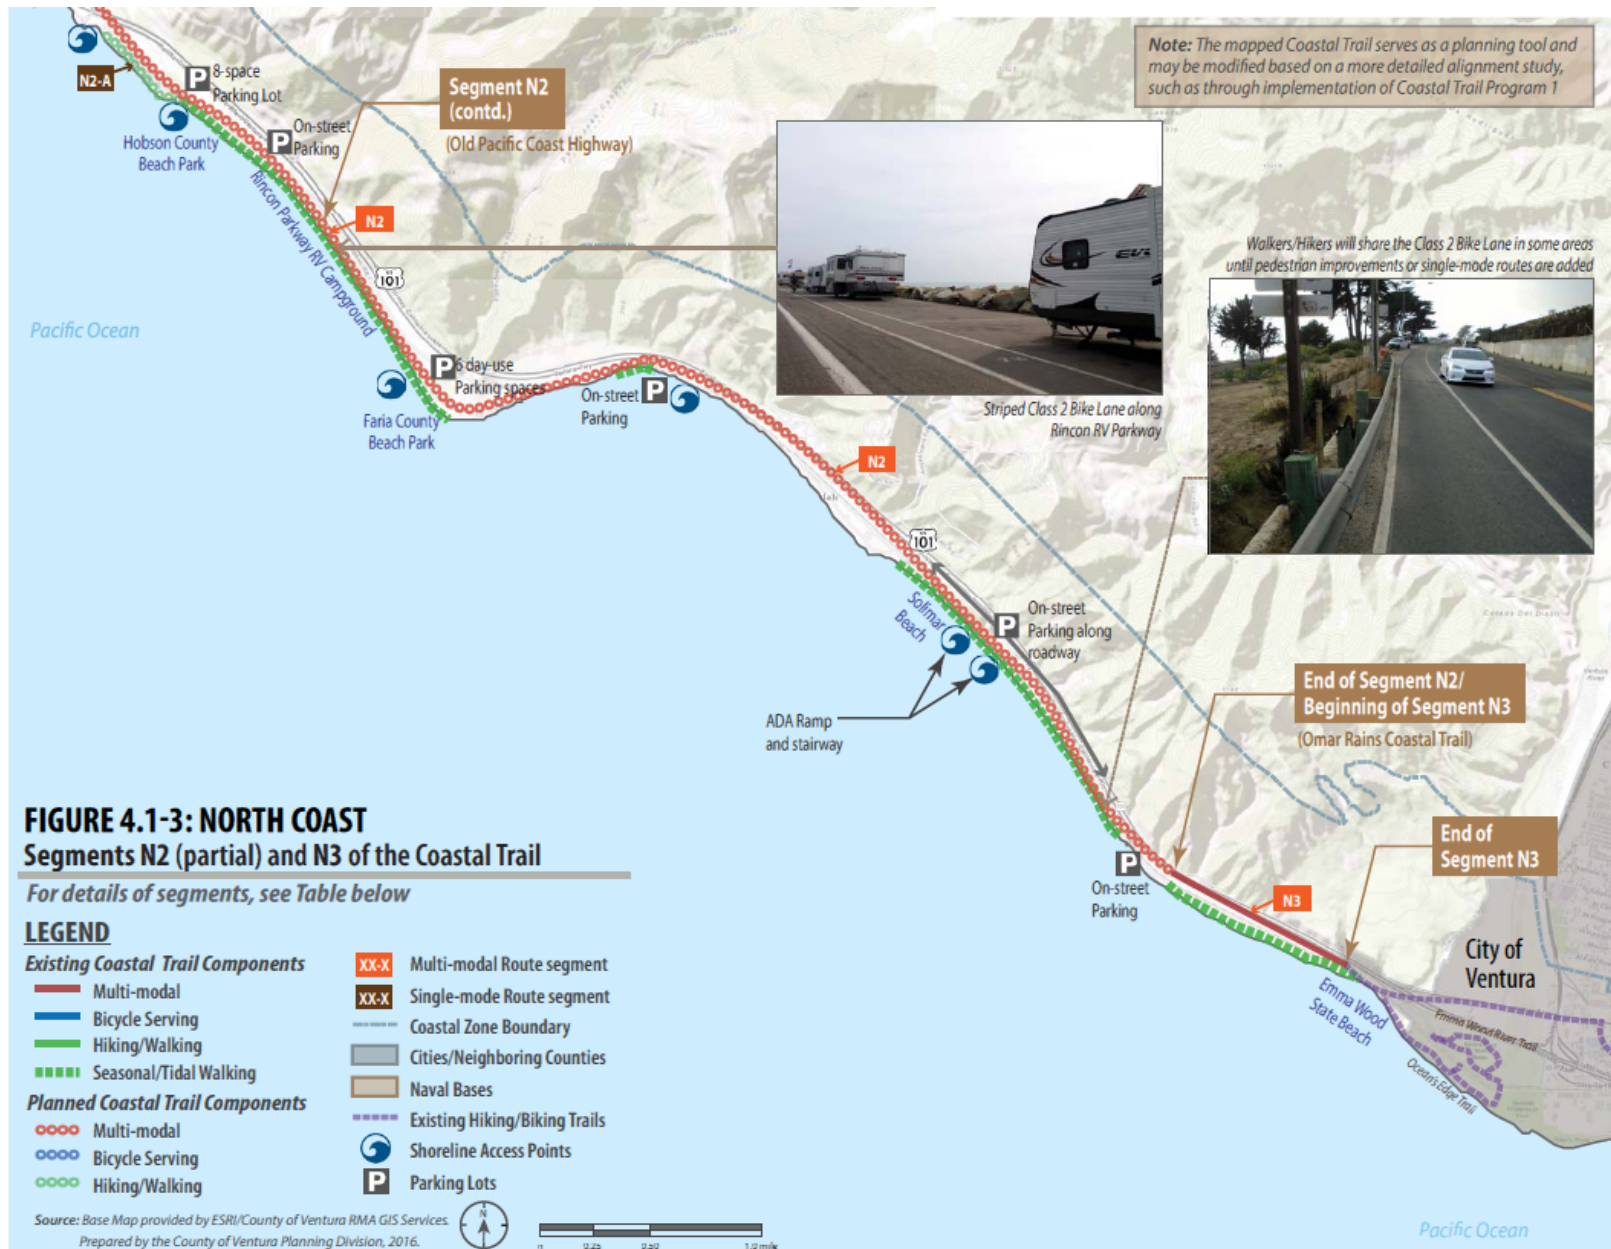 Note: The mapped Coastal Trail serves as a planning tool and
may be modified based on a more detailed alignment study,
such as through implementation of Coastal Trail Program 1
N2-A
8-space
Parking Lot
P
Hobson County
Beach Park
On-street
Parking
P
Segment N2
(contd.)
(Old Pacific Coast Highway)
Rincon Parkway RV Campground
N2
101
Pacific Ocean
P
6 day-use
Parking spaces
Faria County
Beach Park
On-street
Parking
P
Striped Class 2 Bike Lane along
Rincon RV Parkway
Walkers/Hikers will share the Class 2 Bike Lane in some areas
until pedestrian improvements or single-mode routes are added
N2
101
Solimar
Beach
P
On-street
Parking along
roadway
ADA Ramp
and stairway
End of Segment N2/
Beginning of Segment N3
(Omar Rains Coastal Trail)
End of
Segment N3
P
On-street
Parking
N3
City of
Ventura
Emma Wood
State Beach
Emma Wood River Trail
Ocean's Edge Trail
Pacific Ocean
FIGURE 4.1-3: NORTH COAST
Segments N2 (partial) and N3 of the Coastal Trail
For details of segments, see Table below
LEGEND
Existing Coastal Trail Components
Multi-modal
Bicycle Serving
Hiking/Walking
Seasonal/Tidal Walking
Planned Coastal Trail Components
Multi-modal
Bicycle Serving
Hiking/Walking
XX-X Multi-modal Route segment
XX-X Single-mode Route segment
Coastal Zone Boundary
Cities/Neighboring Counties
Naval Bases
Existing Hiking/Biking Trails
Shoreline Access Points
P Parking Lots
Source: Base Map provided by ESRI/County of Ventura RMA GIS Services.
Prepared by the County of Ventura Planning Division, 2016.
N
0.25 0.50 1.0 mile